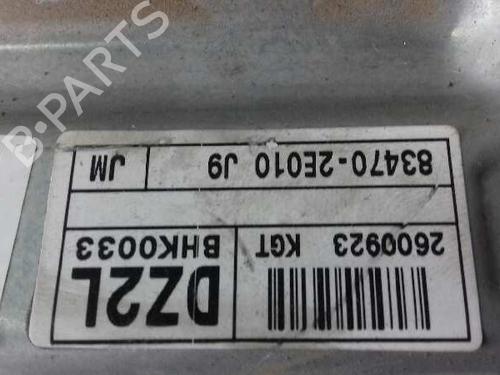 DZ2L
2600923 KGT
BHK0033
83470-2E010 J9
JM
B-PARTS